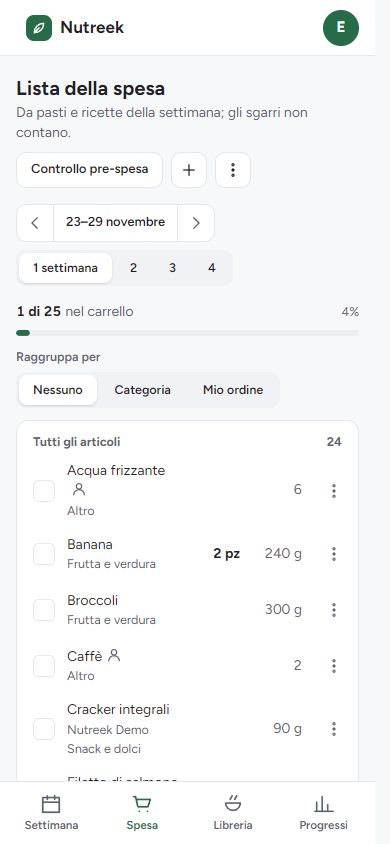 Nutreek
E
Lista della spesa
Da pasti e ricette della settimana; gli sgarri non
contano.
Controllo pre-spesa
23–29 novembre
1 settimana 2 3 4
1 di 25 nel carrello 4%
Raggruppa per
Nessuno Categoria Mio ordine
Tutti gli articoli 24
Acqua frizzante
6
Altro
Banana
2 pz 240 g
Frutta e verdura
Broccoli
300 g
Frutta e verdura
Caffè
2
Altro
Cracker integrali
Nutreek Demo
90 g
Snack e dolci
Filetto di salmone
Settimana Spesa Libreria Progressi